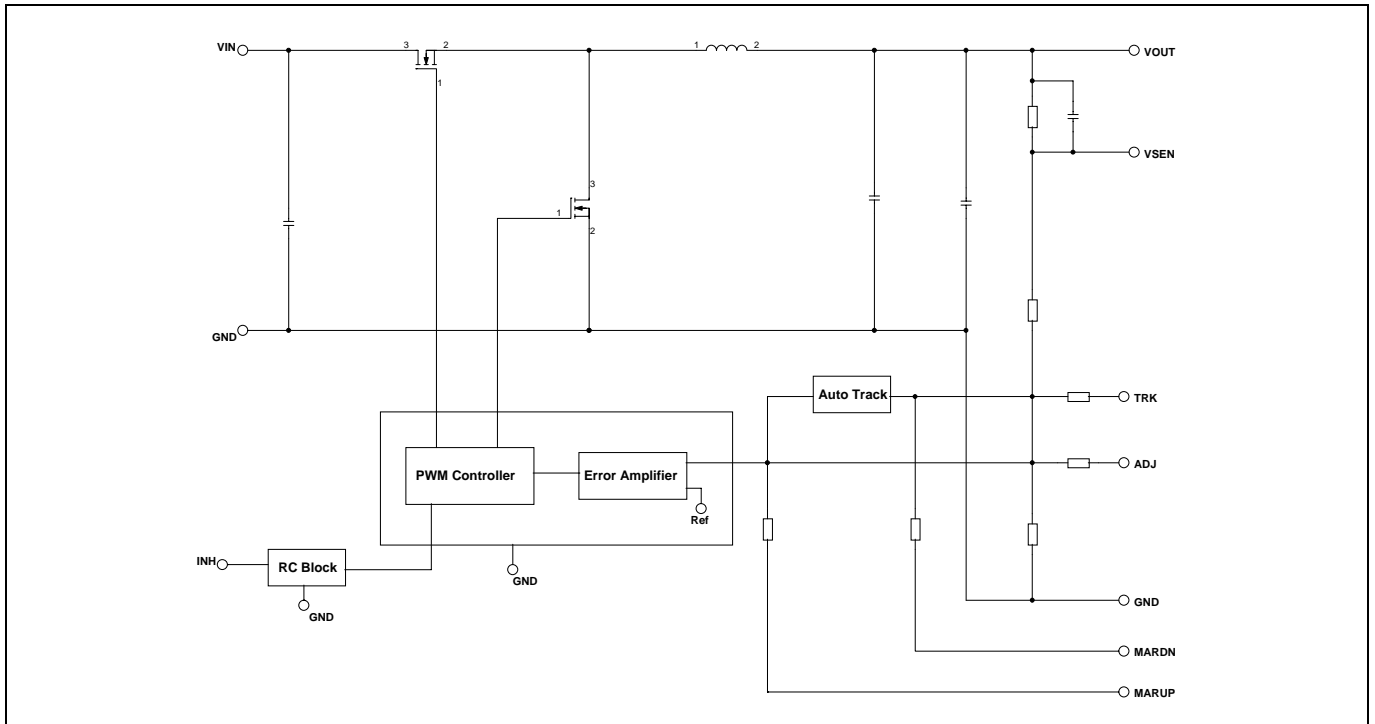 VIN
3
2
1
1
2
VOUT
VSEN
3
1
2
GND
Auto Track
TRK
PWM Controller
Error Amplifier
ADJ
Ref
INH
RC Block
GND
GND
GND
MARDN
MARUP